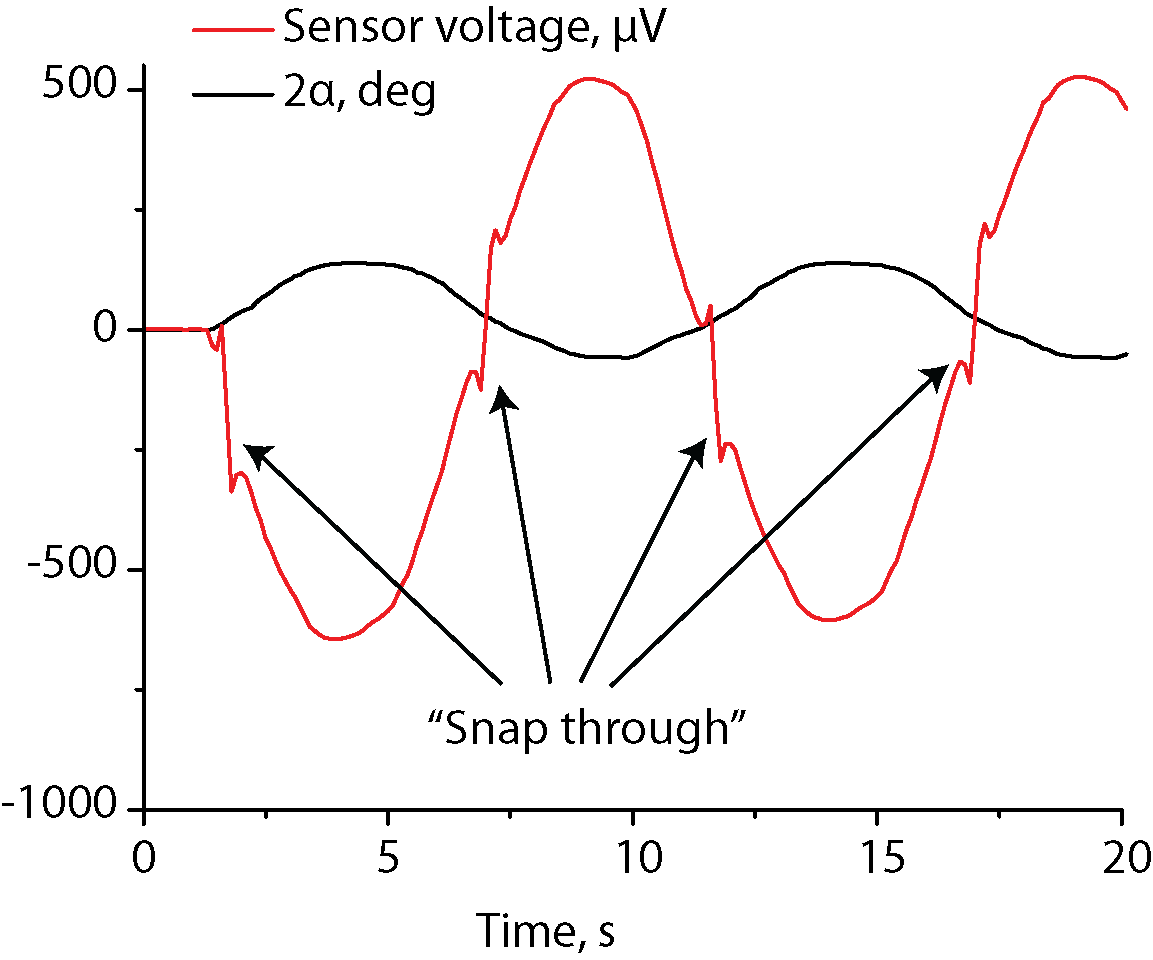 Sensor voltage, µV
2α, deg
500
0
-500
-1000
0 5 10 15 20
“Snap through”
Time, s